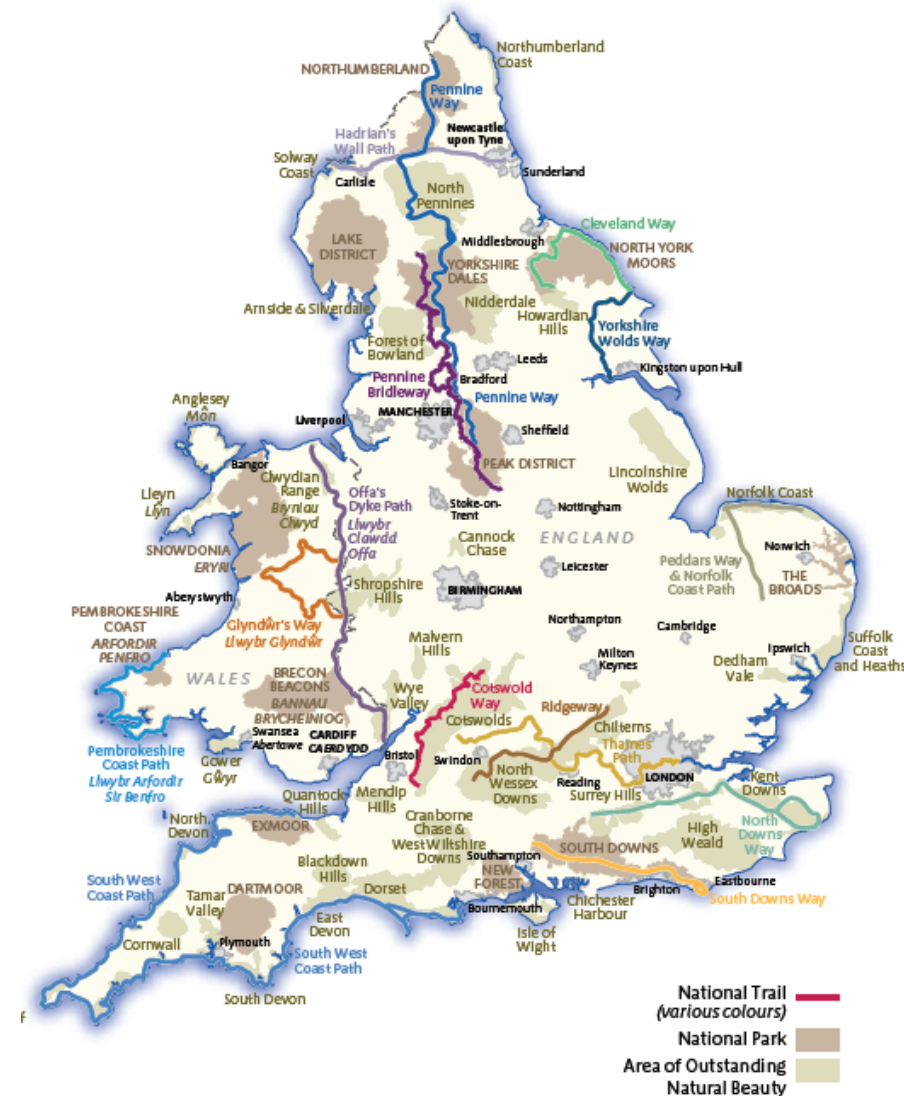 Northumberland
Coast
NORTHUMBERLAND
Pennine
Way
Hadrian's
Wall Path
Newcastle
upon Tyne
Solway
Coast
Carlisle
Sunderland
North
Pennines
Cleveland Way
Middlesbrough
LAKE
DISTRICT
NORTH YORK
MOORS
YORKSHIRE
DALES
Arnside & Silverdale
Nidderdale
Howardian
Hills
Forest of
Bowland
Yorkshire
Wolds Way
Leeds
Kingston upon Hull
Pennine
Bridleway
Bradford
Pennine Way
Anglesey
Môn
Liverpool
MANCHESTER
Sheffield
Bangor
PEAK DISTRICT
Clwydian
Range
Bryniau
Clwyd
Lincolnshire
Wolds
Lleyn
Llŷn
Offa's
Dyke Path
Llwybr
Clawdd
Offa
Stoke-on-
Trent
Nottingham
Norfolk Coast
SNOWDONIA
ERYRI
Cannock
Chase
ENGLAND
Norwich
Leicester
Peddars Way
& Norfolk
Coast Path
THE
BROADS
Aberystwyth
Shropshire
Hills
BIRMINGHAM
PEMBROKESHIRE
COAST
ARFORDIR
PENFRO
Glyndŵr's Way
Llwybr Glyndŵr
Northampton
Cambridge
Malvern
Hills
Milton
Keynes
Ipswich
Suffolk
Coast
and Heaths
Dedham
Vale
WALES
BRECON
BEACONS
BANNAU
BRYCHEINIOG
Wye
Valley
Cotswold
Way
Cotswolds
Ridgeway
Chilterns
Thames
Path
Swansea
Abertawe
CARDIFF
CAERDYDD
Pembrokeshire
Coast Path
Llwybr Arfordir
Sir Benfro
Gower
Gŵyr
Bristol
Swindon
North
Wessex
Downs
Reading
LONDON
Surrey Hills
Kent
Downs
Quantock
Hills
Mendip
Hills
North
Devon
EXMOOR
Cranborne
Chase &
West Wiltshire
Downs
North
Downs
Way
High
Weald
Blackdown
Hills
Southampton
SOUTH DOWNS
NEW
FOREST
South West
Coast Path
Tamar
Valley
DARTMOOR
Dorset
Brighton
Eastbourne
South Downs Way
Bournemouth
Chichester
Harbour
East
Devon
Isle of
Wight
Cornwall
Plymouth
South West
Coast Path
South Devon
f
National Trail
(various colours)
National Park
Area of Outstanding
Natural Beauty